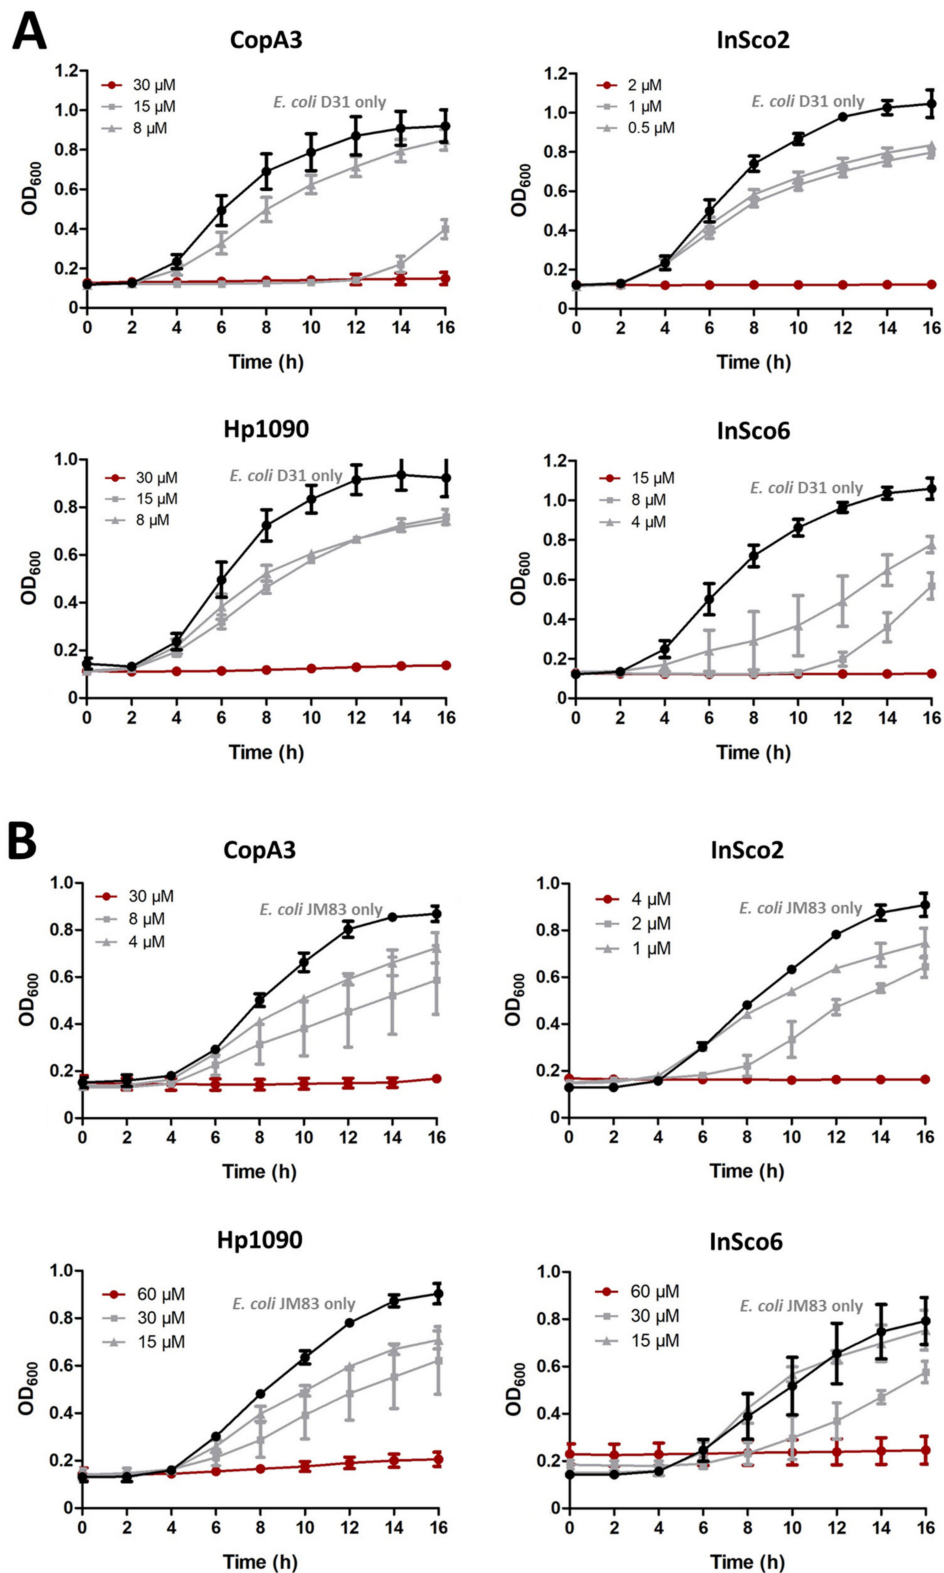 A
CopA3
1.2
1.0
0.8
0.6
0.4
0.2
0
OD600
30 µM
15 µM
8 µM
E. coli D31 only
0 2 4 6 8 10 12 14 16
Time (h)
InSco2
1.2
1.0
0.8
0.6
0.4
0.2
0
OD600
2 µM
1 µM
0.5 µM
E. coli D31 only
0 2 4 6 8 10 12 14 16
Time (h)
Hp1090
1.0
0.8
0.6
0.4
0.2
0
OD600
30 µM
15 µM
8 µM
E. coli D31 only
0 2 4 6 8 10 12 14 16
Time (h)
InSco6
1.2
1.0
0.8
0.6
0.4
0.2
0
OD600
15 µM
8 µM
4 µM
E. coli D31 only
0 2 4 6 8 10 12 14 16
Time (h)
B
CopA3
1.0
0.8
0.6
0.4
0.2
0
OD600
30 µM
8 µM
4 µM
E. coli JM83 only
0 2 4 6 8 10 12 14 16
Time (h)
InSco2
1.0
0.8
0.6
0.4
0.2
0
OD600
4 µM
2 µM
1 µM
E. coli JM83 only
0 2 4 6 8 10 12 14 16
Time (h)
Hp1090
1.0
0.8
0.6
0.4
0.2
0
OD600
60 µM
30 µM
15 µM
E. coli JM83 only
0 2 4 6 8 10 12 14 16
Time (h)
InSco6
1.0
0.8
0.6
0.4
0.2
0
OD600
60 µM
30 µM
15 µM
E. coli JM83 only
0 2 4 6 8 10 12 14 16
Time (h)